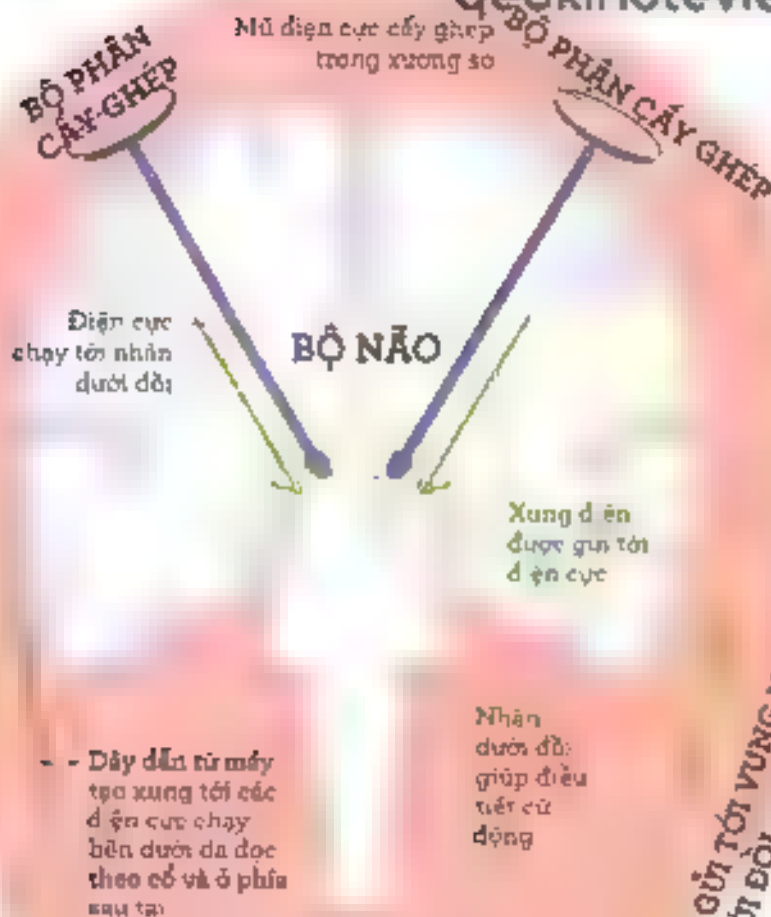 Mũ điện cực cấy ghép
trong xương sọ
BỘ PHẬN
CẤY GHÉP
BỘ PHẬN CẤY GHÉP
Điện cực
chạy tới nhân
dưới đồi
BỘ NÃO
Xung điện
được gửi tới
điện cực
Nhân
dưới đồi
giúp điều
tiết cử
động
Dây dẫn từ máy
tạo xung tới các
điện cực chạy
bên dưới da dọc
theo cổ và ở phía
sau tai
GỬI TỚI VÙNG
ĐỒI